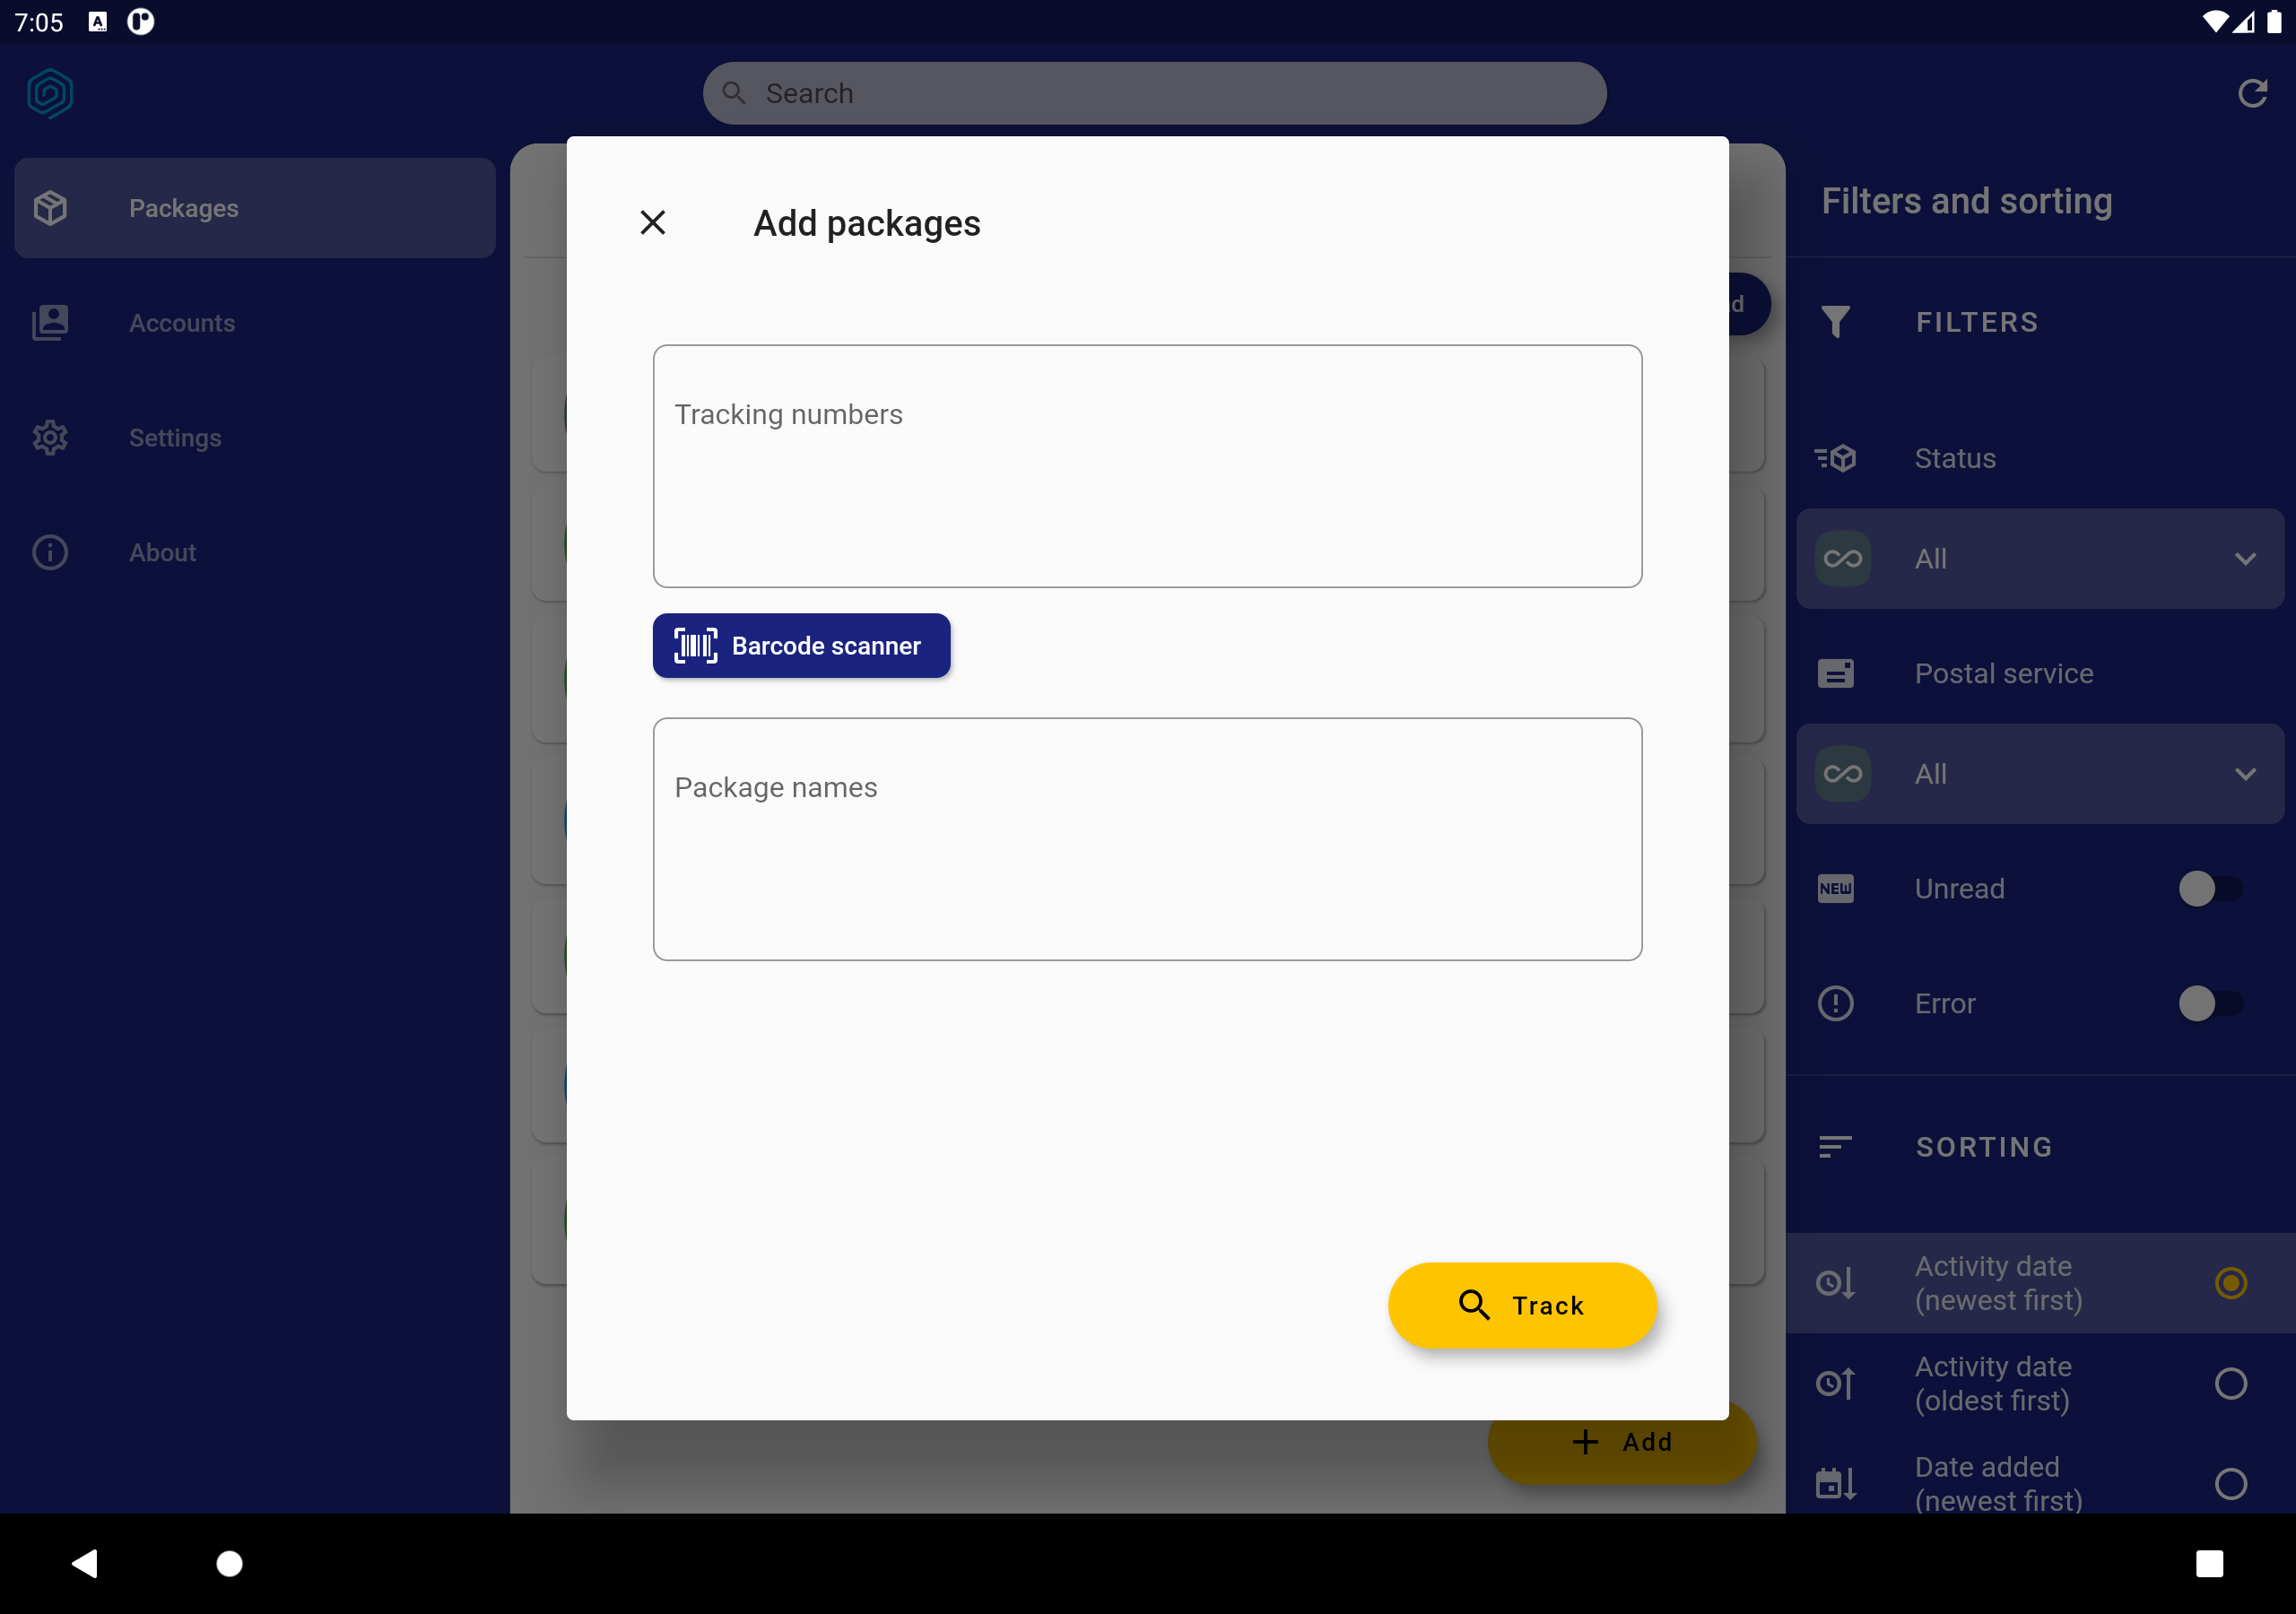 7:05
Search
Packages
Accounts
Settings
About
Add packages
Tracking numbers
Barcode scanner
Package names
Track
Add
Filters and sorting
FILTERS
Status
All
Postal service
All
NEW
Unread
Error
SORTING
Activity date
(newest first)
Activity date
(oldest first)
Date added
(newest first)